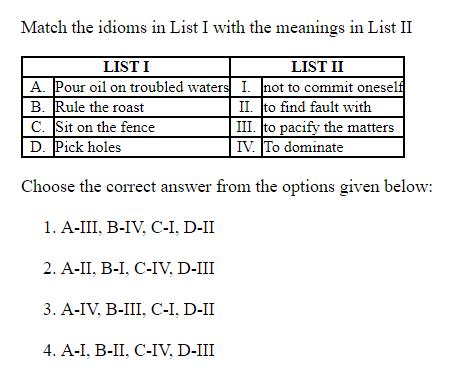 Match the idioms in List I with the meanings in List II
LIST I LIST II
A. Pour oil on troubled waters I. not to commit oneself
B. Rule the roast II. to find fault with
C. Sit on the fence III. to pacify the matters
D. Pick holes IV. To dominate
Choose the correct answer from the options given below:
1. A-III, B-IV, C-I, D-II
2. A-II, B-I, C-IV, D-III
3. A-IV, B-III, C-I, D-II
4. A-I, B-II, C-IV, D-III